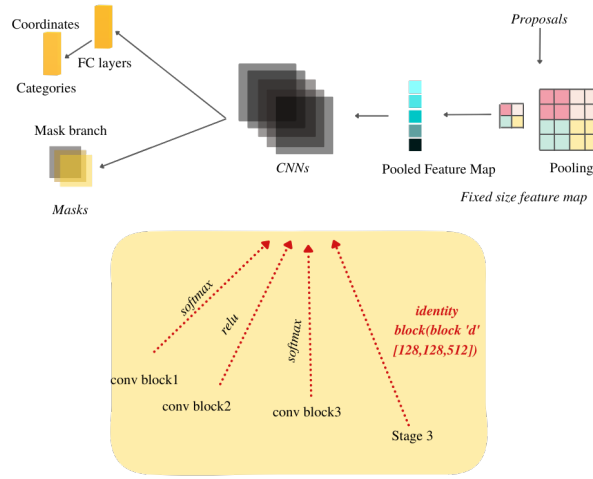 Proposals
Coordinates
FC layers
Categories
Mask branch
Masks
CNNs
Pooled Feature Map
Pooling
Fixed size feature map
softmax
relu
softmax
identity
block(block 'd'
[128,128,512])
conv block1
conv block2
conv block3
Stage 3